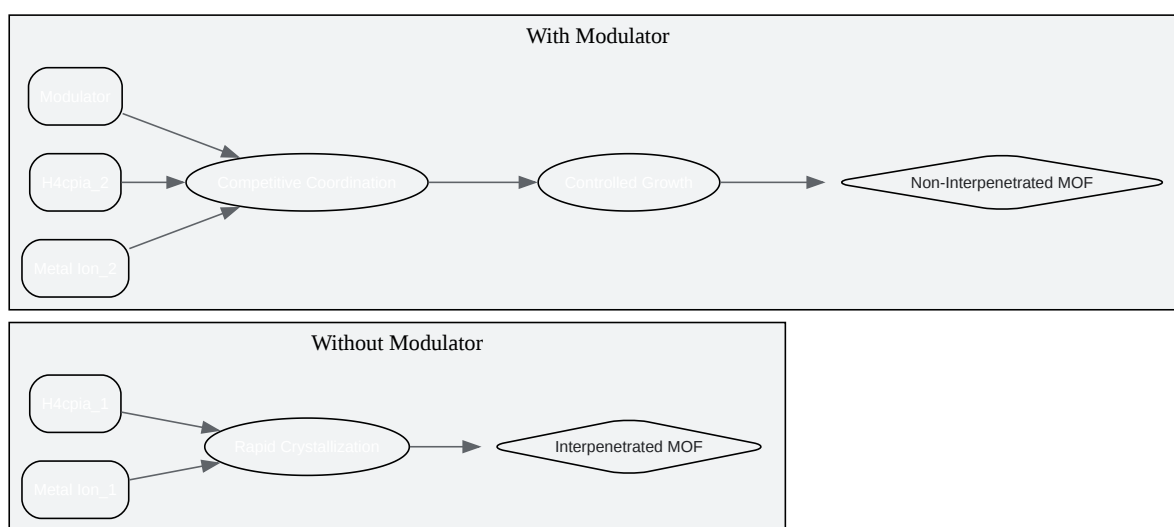 With Modulator
Modulator
H4cpia_2
Metal Ion_2
Competitive Coordination
Controlled Growth
Non-Interpenetrated MOF
Without Modulator
H4cpia_1
Metal Ion_1
Rapid Crystallization
Interpenetrated MOF